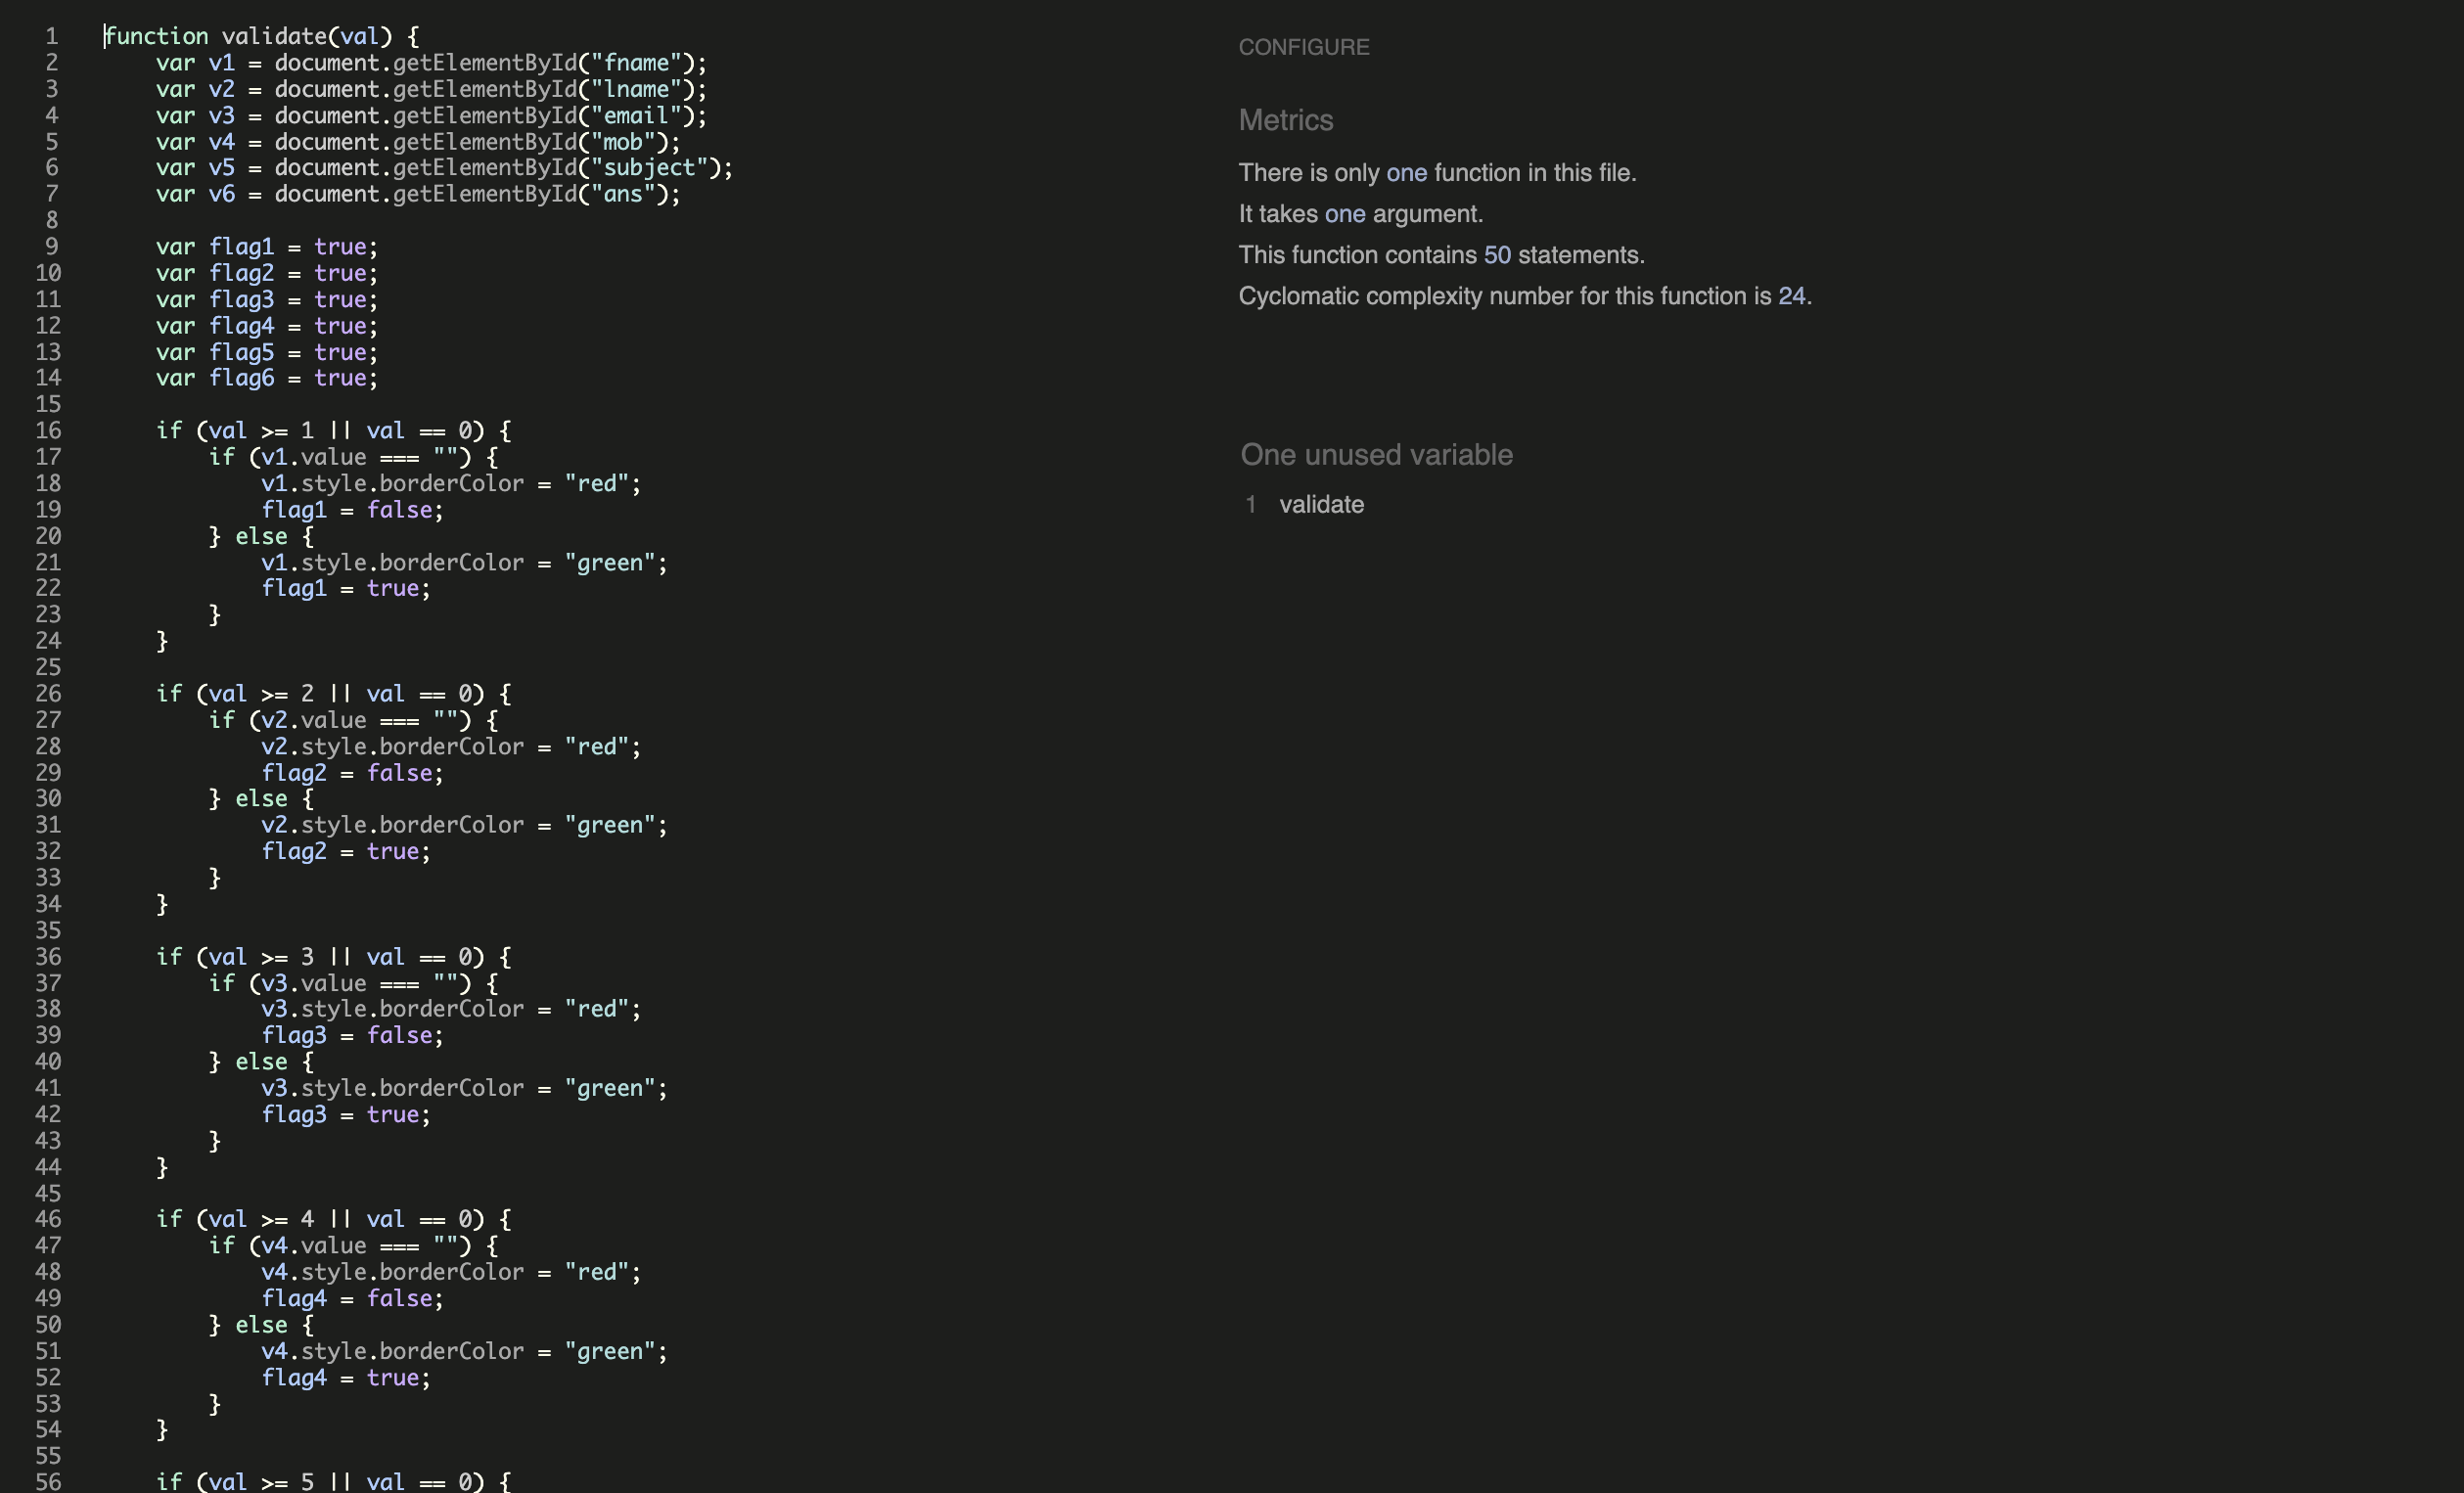 1 function validate(val) {
2 var v1 = document.getElementById("fname");
3 var v2 = document.getElementById("lname");
4 var v3 = document.getElementById("email");
5 var v4 = document.getElementById("mob");
6 var v5 = document.getElementById("subject");
7 var v6 = document.getElementById("ans");
8
9 var flag1 = true;
10 var flag2 = true;
11 var flag3 = true;
12 var flag4 = true;
13 var flag5 = true;
14 var flag6 = true;
15
16 if (val >= 1 || val == 0) {
17 if (v1.value === "") {
18 v1.style.borderColor = "red";
19 flag1 = false;
20 } else {
21 v1.style.borderColor = "green";
22 flag1 = true;
23 }
24 }
25
26 if (val >= 2 || val == 0) {
27 if (v2.value === "") {
28 v2.style.borderColor = "red";
29 flag2 = false;
30 } else {
31 v2.style.borderColor = "green";
32 flag2 = true;
33 }
34 }
35
36 if (val >= 3 || val == 0) {
37 if (v3.value === "") {
38 v3.style.borderColor = "red";
39 flag3 = false;
40 } else {
41 v3.style.borderColor = "green";
42 flag3 = true;
43 }
44 }
45
46 if (val >= 4 || val == 0) {
47 if (v4.value === "") {
48 v4.style.borderColor = "red";
49 flag4 = false;
50 } else {
51 v4.style.borderColor = "green";
52 flag4 = true;
53 }
54 }
55
56 if (val >= 5 || val == 0) {
CONFIGURE
Metrics
There is only one function in this file.
It takes one argument.
This function contains 50 statements.
Cyclomatic complexity number for this function is 24.
One unused variable
1 validate